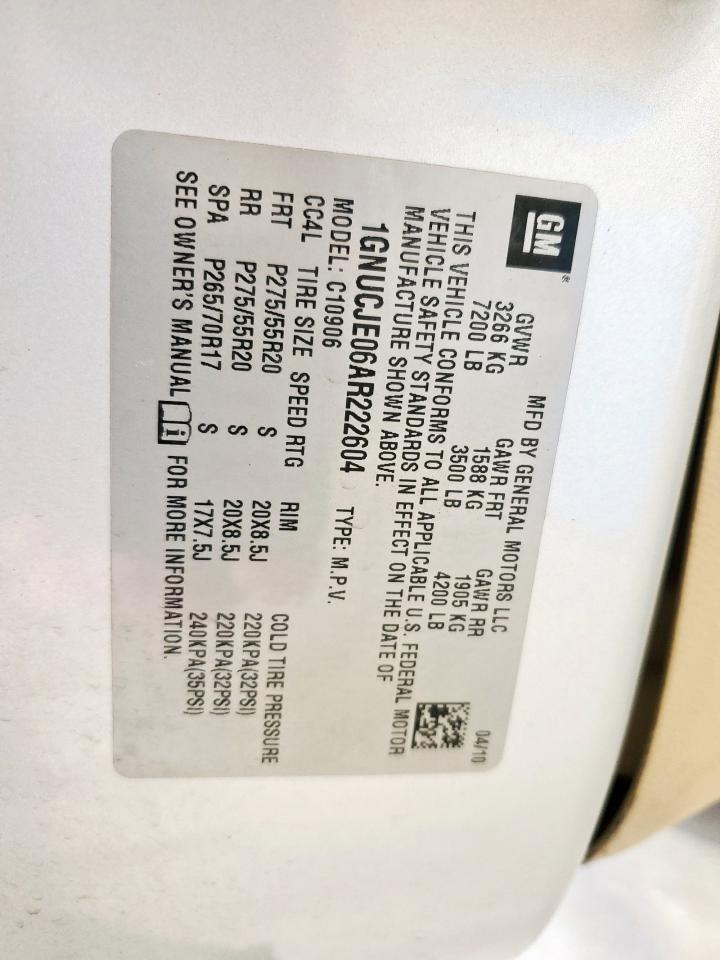 GM
MFD BY GENERAL MOTORS LLC 04/10
GVWR GAWR FRT GAWR RR
3266 KG 1588 KG 1905 KG
7200 LB 3500 LB 4200 LB
THIS VEHICLE CONFORMS TO ALL APPLICABLE U.S. FEDERAL MOTOR
VEHICLE SAFETY STANDARDS IN EFFECT ON THE DATE OF
MANUFACTURE SHOWN ABOVE.
1GNUCJE06AR222604 TYPE: M.P.V.
MODEL: C10906
CC4L TIRE SIZE SPEED RTG RIM COLD TIRE PRESSURE
FRT P275/55R20 S 20X8.5J 220KPA(32PSI)
RR P275/55R20 S 20X8.5J 220KPA(32PSI)
SPA P265/70R17 S 17X7.5J 240KPA(35PSI)
SEE OWNER'S MANUAL i FOR MORE INFORMATION.